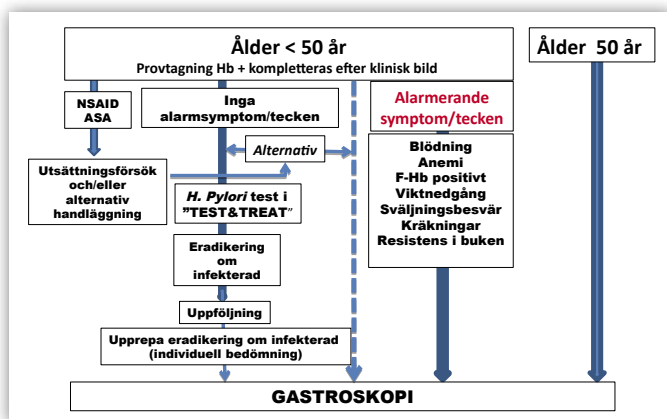 Ålder < 50 år
Provtagning Hb + kompletteras efter klinisk bild
Ålder 50 år
NSAID
ASA
Inga
alarmsymptom/tecken
Alarmerande
symptom/tecken
Alternativ
Utsättningsförsök
och/eller
alternativ
handläggning
H. Pylori test i
"TEST&TREAT"
Blödning
Anemi
F-Hb positivt
Viktnedgång
Sväljningsbesvär
Kräkningar
Resistens i buken
Eradikering
om
infekterad
Uppföljning
Upprepa eradikering om infekterad
(individuell bedömning)
GASTROSKOPI